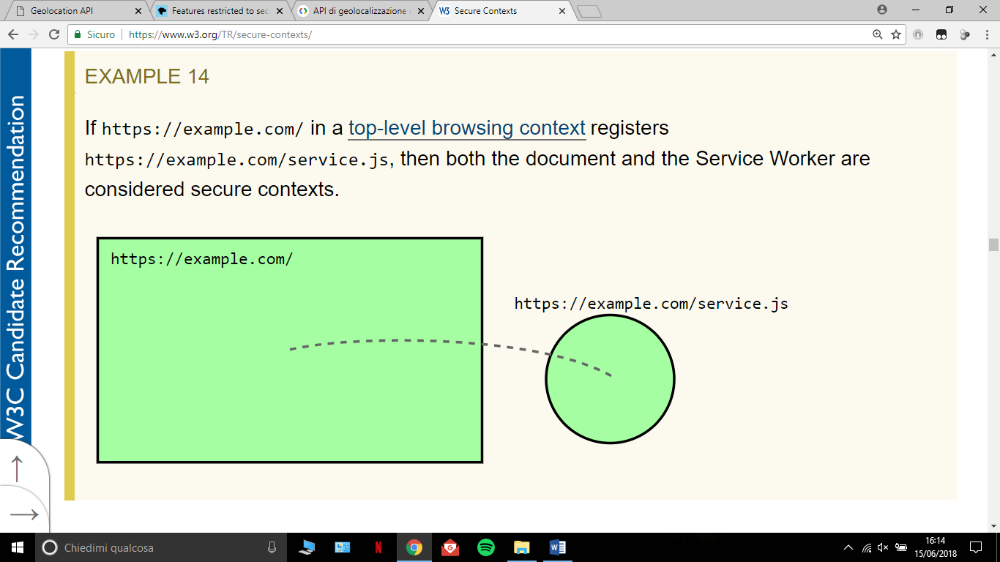 Geolocation API
Features restricted to sec
API di geolocalizzazione
Secure Contexts
Sicuro
https://www.w3.org/TR/secure-contexts/
W3C Candidate Recommendation
EXAMPLE 14
If https://example.com/ in a top-level browsing context registers
https://example.com/service.js, then both the document and the Service Worker are
considered secure contexts.
https://example.com/
https://example.com/service.js
Chiedimi qualcosa
16:14
15/06/2018